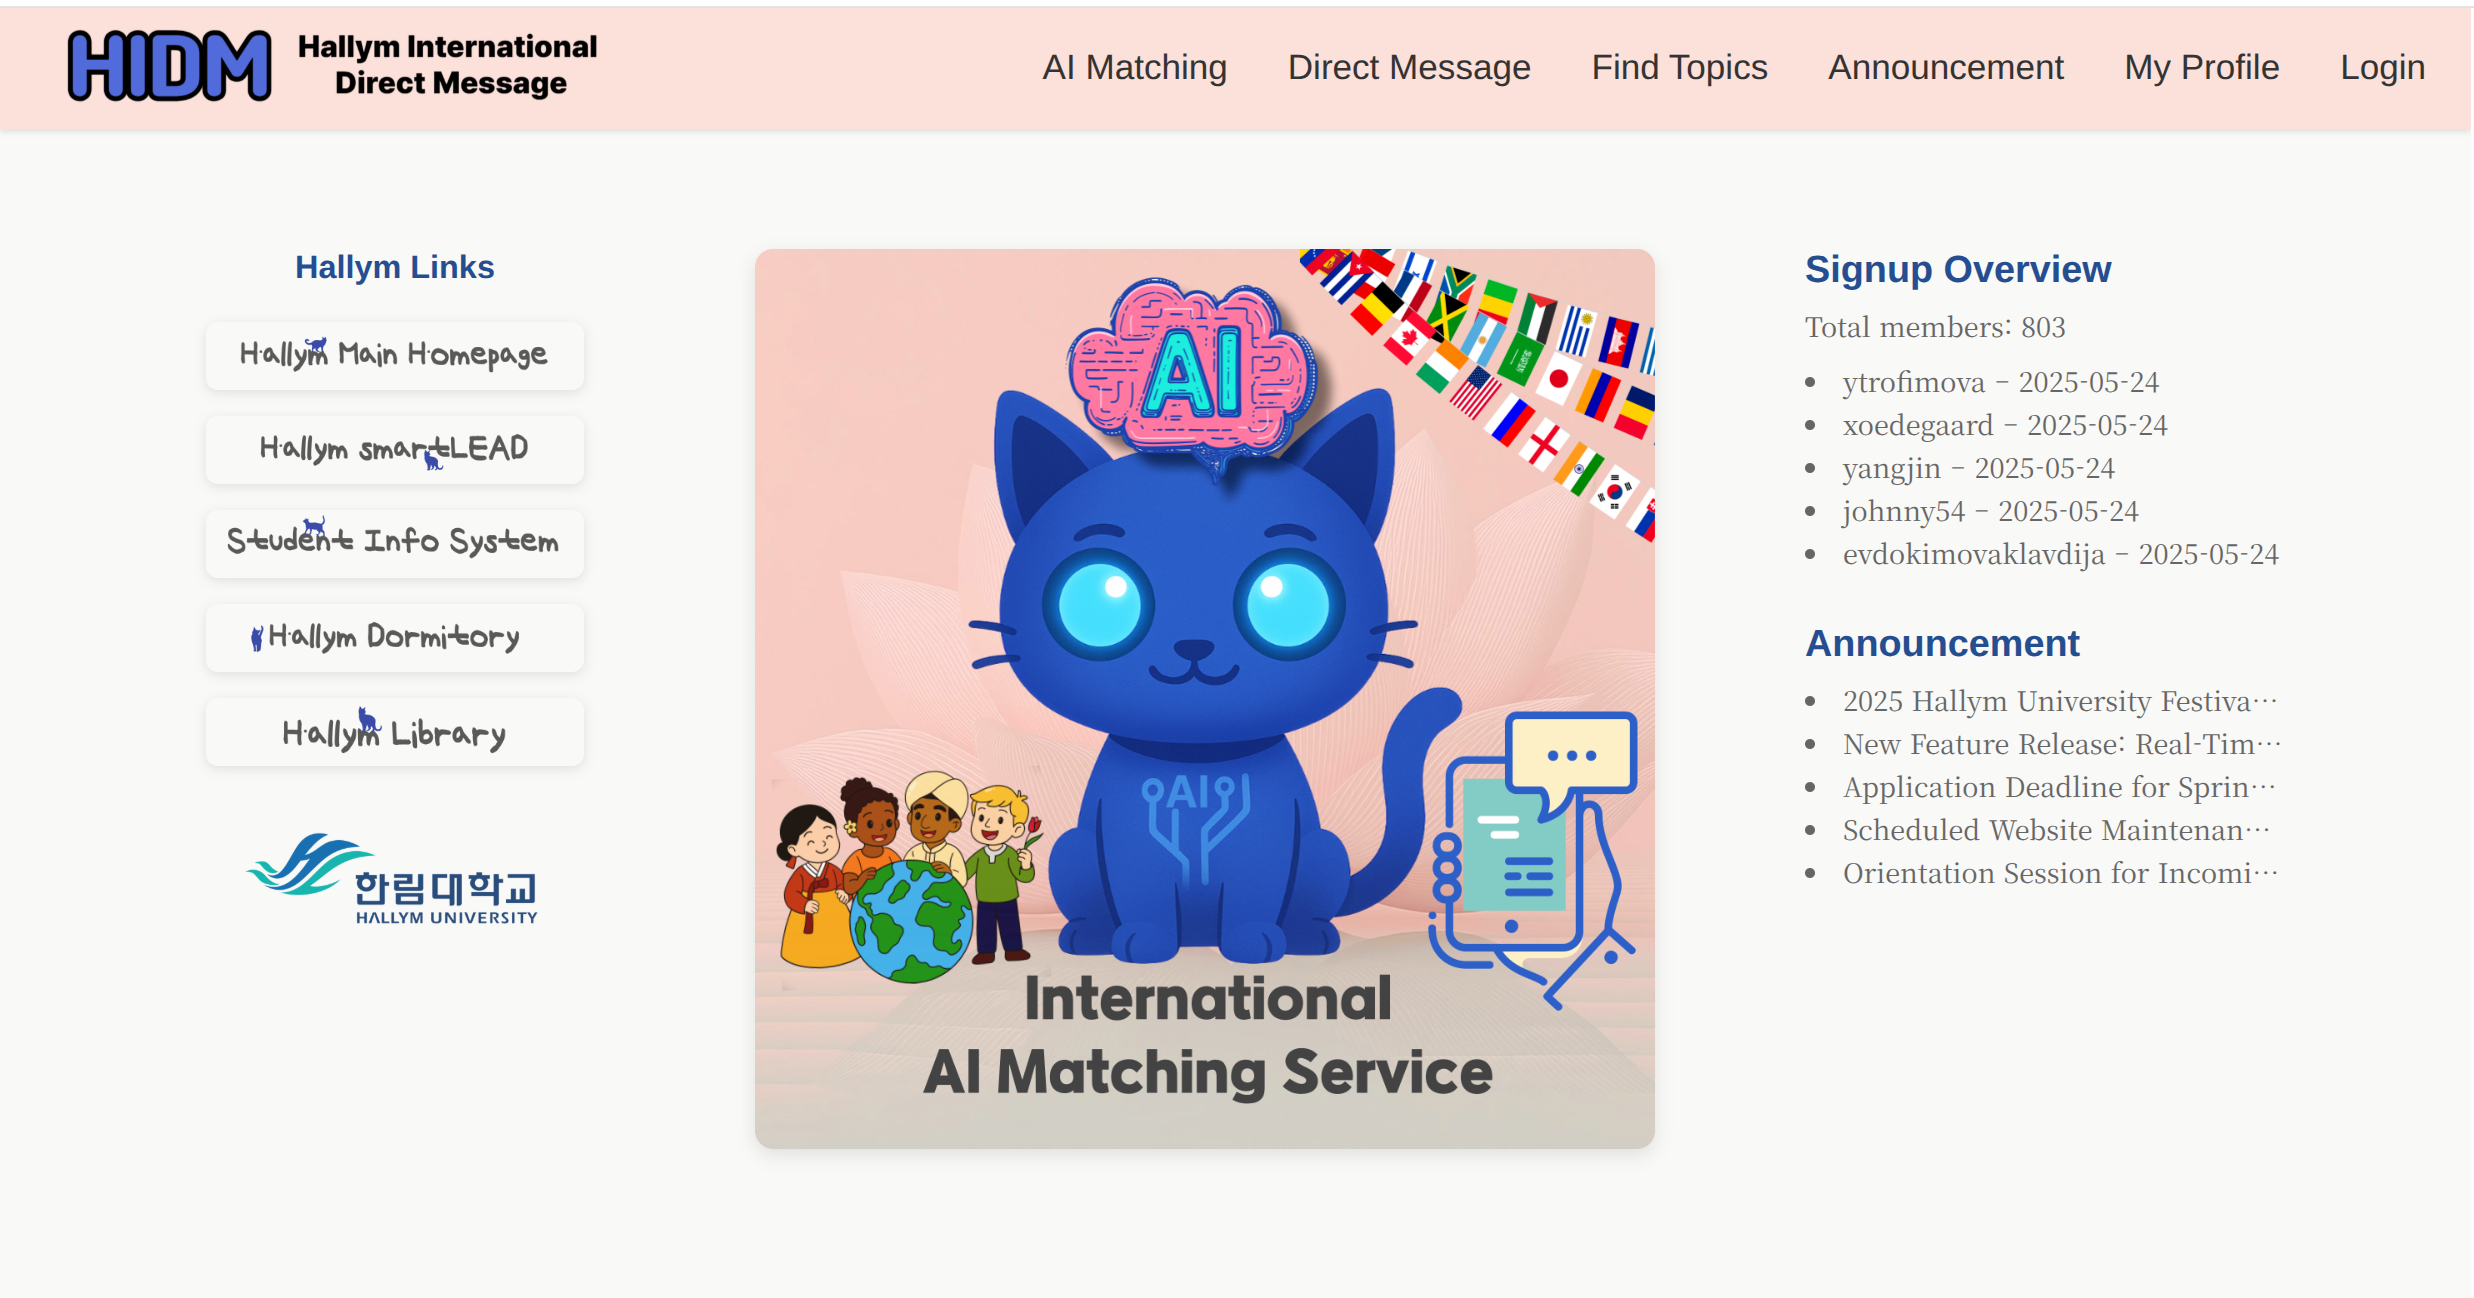 HIDM
Hallym International
Direct Message
AI Matching
Direct Message
Find Topics
Announcement
My Profile
Login
Hallym Links
Hallym Main Homepage
Hallym smartLEAD
Student Info System
Hallym Dormitory
Hallym Library
한림대학교
HALLYM UNIVERSITY
AI
AI
International
AI Matching Service
Signup Overview
Total members: 803
ytrofimova - 2025-05-24
xoedegaard - 2025-05-24
yangjin - 2025-05-24
johnny54 - 2025-05-24
evdokimovaklavdija - 2025-05-24
Announcement
2025 Hallym University Festiva…
New Feature Release: Real-Tim…
Application Deadline for Sprin…
Scheduled Website Maintenan…
Orientation Session for Incomi…